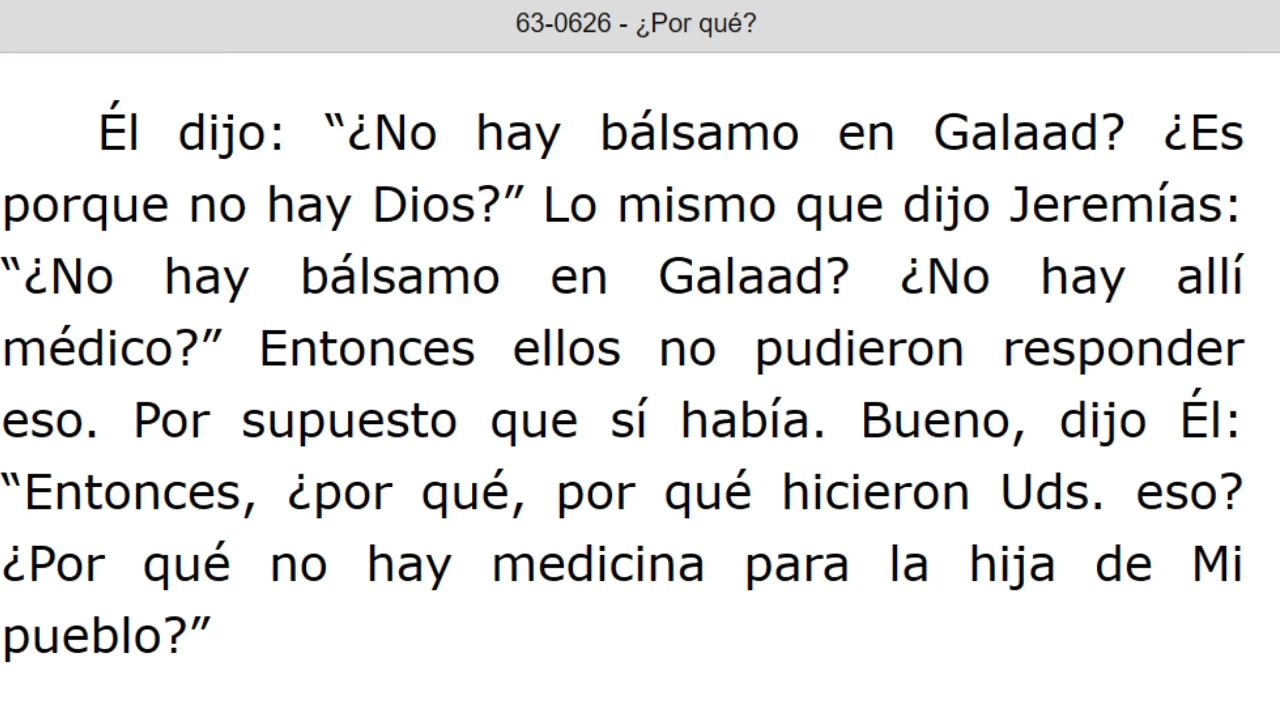 63-0626 - ¿Por qué?
Él dijo: “¿No hay bálsamo en Galaad? ¿Es
porque no hay Dios?” Lo mismo que dijo Jeremías:
“¿No hay bálsamo en Galaad? ¿No hay allí
médico?” Entonces ellos no pudieron responder
eso. Por supuesto que sí había. Bueno, dijo Él:
“Entonces, ¿por qué, por qué hicieron Uds. eso?
¿Por qué no hay medicina para la hija de Mi
pueblo?”